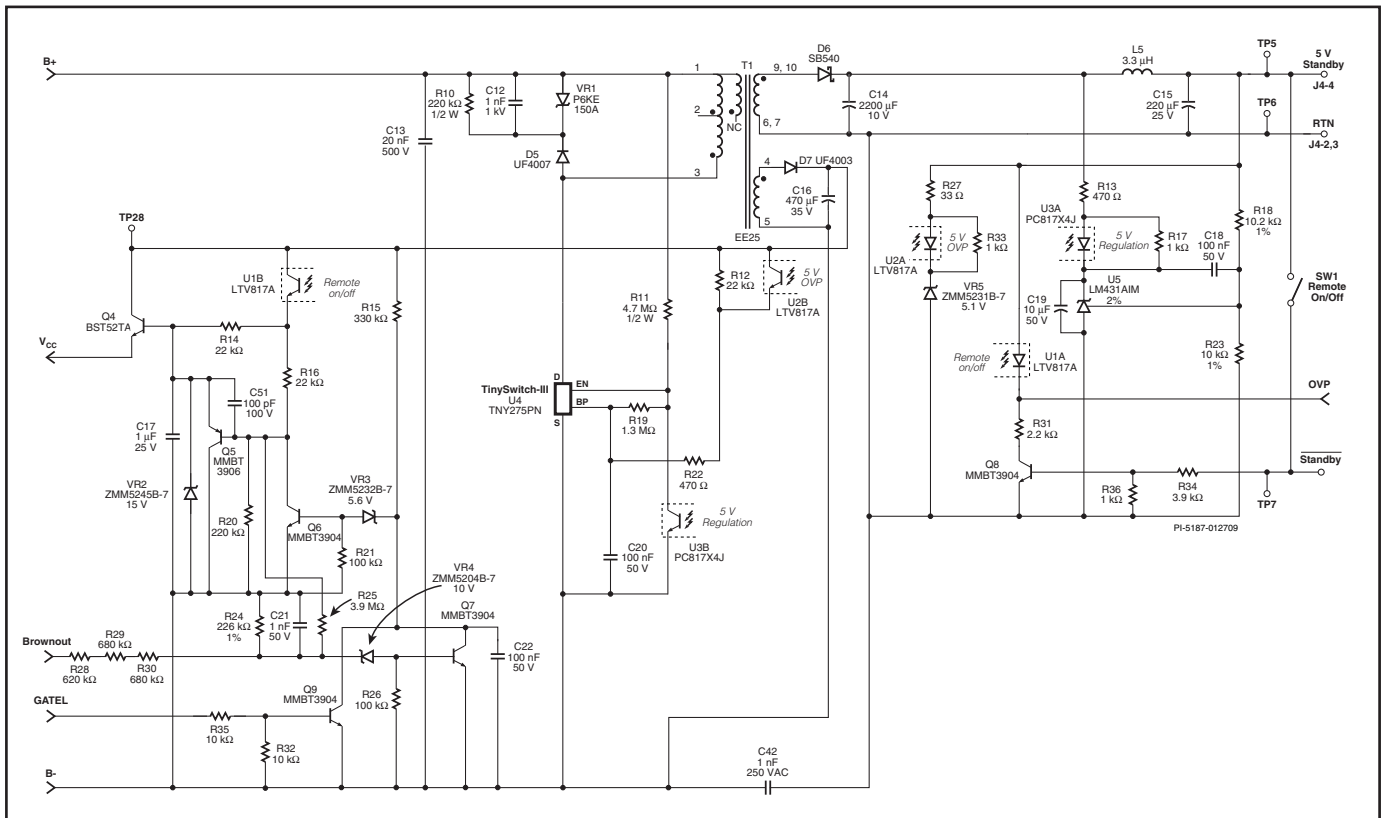 B+
R10
220 kΩ
1/2 W
C12
1 nF
1 kV
VR1
P6KE
150A
C13
20 nF
500 V
D5
UF4007
1
2
3
NC
T1
9, 10
6, 7
4
5
EE25
D6
SB540
C14
2200 µF
10 V
L5
3.3 µH
C15
220 µF
25 V
TP5
5 V
Standby
J4-4
TP6
RTN
J4-2,3
D7 UF4003
C16
470 µF
35 V
R27
33 Ω
U2A
LTV817A
5 V
OVP
R33
1 kΩ
VR5
ZMM5231B-7
5.1 V
U3A
PC817X4J
R13
470 Ω
5 V
Regulation
R17
1 kΩ
C18
100 nF
50 V
R18
10.2 kΩ
1%
C19
10 µF
50 V
U5
LM431AIM
2%
R23
10 kΩ
1%
SW1
Remote
On/Off
Remote
on/off
U1A
LTV817A
OVP
R31
2.2 kΩ
Q8
MMBT3904
R36
1 kΩ
R34
3.9 kΩ
Standby
TP7
PI-5187-012709
TP28
U1B
LTV817A
Remote
on/off
R15
330 kΩ
Q4
BST52TA
VCC
R14
22 kΩ
R16
22 kΩ
C51
100 pF
100 V
C17
1 µF
25 V
Q5
MMBT
3906
VR2
ZMM5245B-7
15 V
R20
220 kΩ
Q6
MMBT3904
VR3
ZMM5232B-7
5.6 V
R21
100 kΩ
R11
4.7 MΩ
1/2 W
R12
22 kΩ
5 V
OVP
U2B
LTV817A
TinySwitch-III
U4
TNY275PN
D
S
EN
BP
R19
1.3 MΩ
R22
470 Ω
5 V
Regulation
U3B
PC817X4J
C20
100 nF
50 V
VR4
ZMM5204B-7
10 V
R24
226 kΩ
1%
C21
1 nF
50 V
R25
3.9 MΩ
Q7
MMBT3904
C22
100 nF
50 V
Brownout
R28
620 kΩ
R29
680 kΩ
R30
680 kΩ
R26
100 kΩ
GATEL
Q9
MMBT3904
R35
10 kΩ
R32
10 kΩ
B-
C42
1 nF
250 VAC